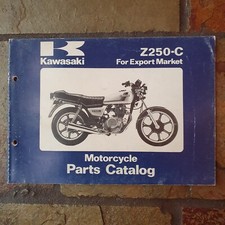 Kawasaki
Z250-C
For Export Market
Motorcycle
Parts Catalog